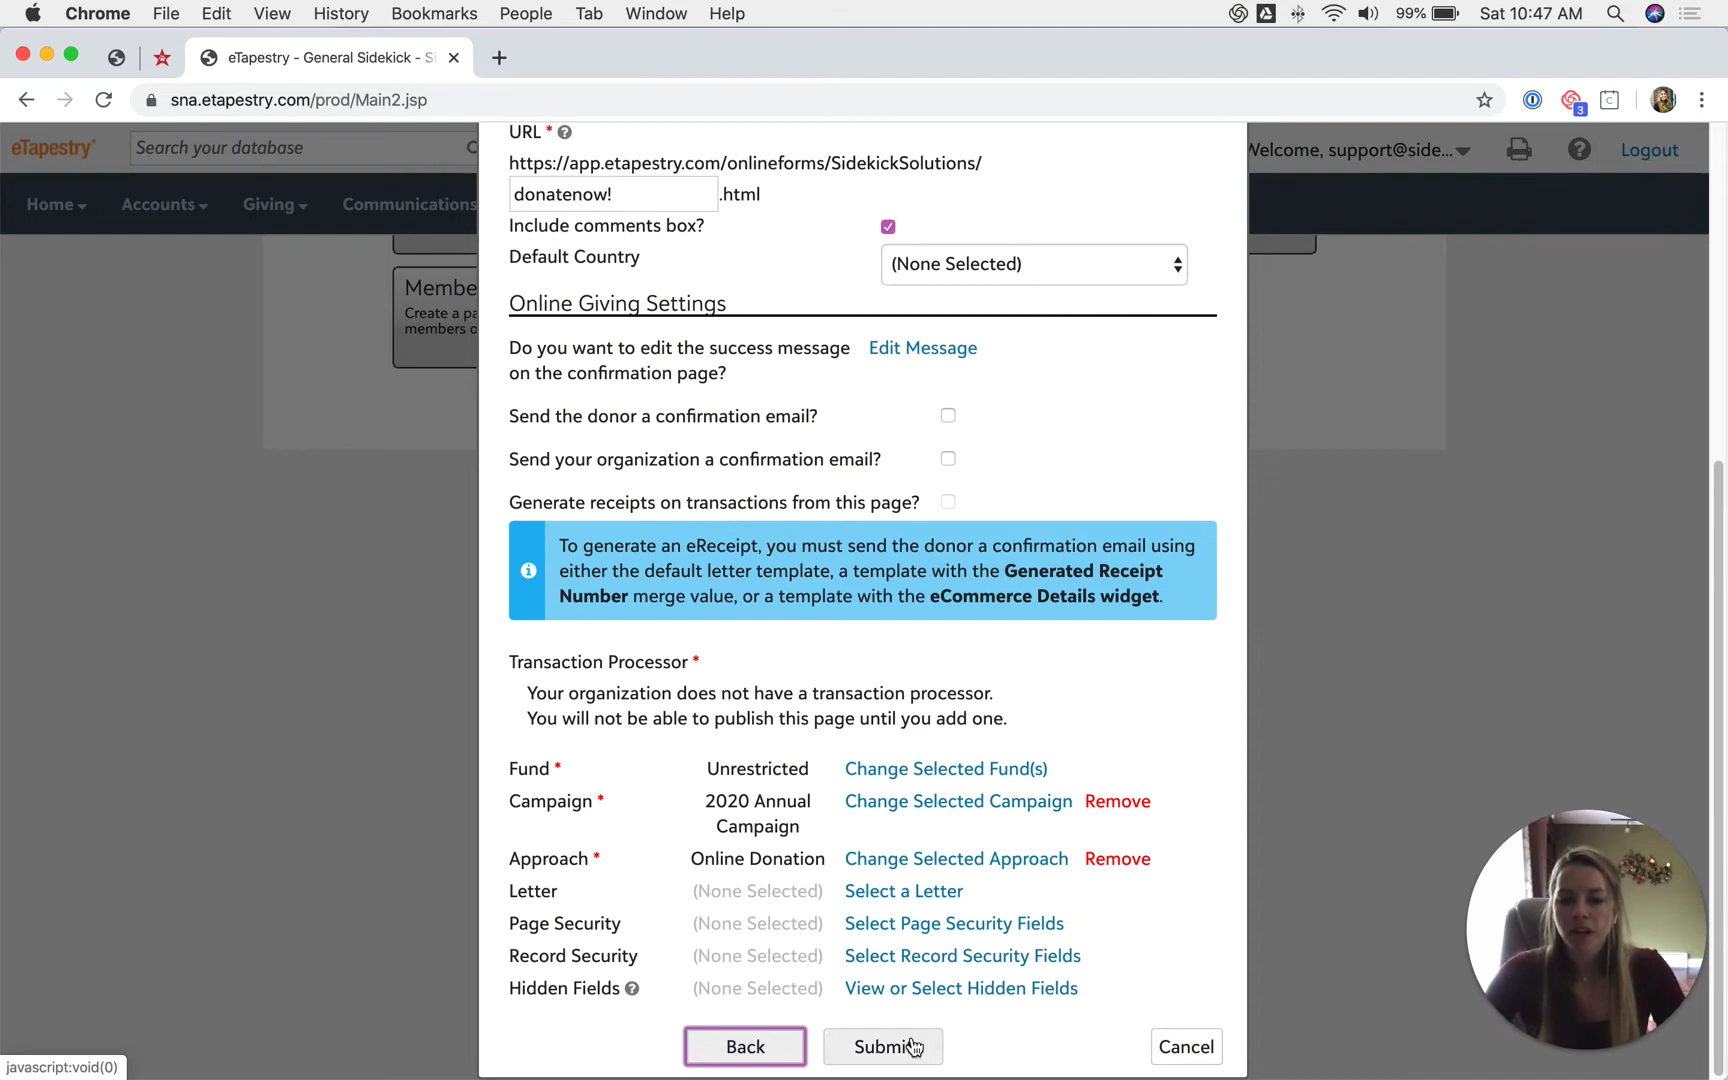 Chrome File Edit View History Bookmarks People Tab Window Help 99% Sat 10:47 AM
eTapestry - General Sidekick - Si
sna.etapestry.com/prod/Main2.jsp
3
eTapestry Search your database Welcome, support@side... Logout
Home Accounts Giving Communications
Membe
Create a pa
members o
URL *
https://app.etapestry.com/onlineforms/SidekickSolutions/
donatenow! .html
Include comments box?
Default Country (None Selected)
Online Giving Settings
Do you want to edit the success message Edit Message
on the confirmation page?
Send the donor a confirmation email?
Send your organization a confirmation email?
Generate receipts on transactions from this page?
To generate an eReceipt, you must send the donor a confirmation email using
either the default letter template, a template with the Generated Receipt
Number merge value, or a template with the eCommerce Details widget.
Transaction Processor *
Your organization does not have a transaction processor.
You will not be able to publish this page until you add one.
Fund * Unrestricted Change Selected Fund(s)
Campaign * 2020 Annual Change Selected Campaign Remove
Campaign
Approach * Online Donation Change Selected Approach Remove
Letter (None Selected) Select a Letter
Page Security (None Selected) Select Page Security Fields
Record Security (None Selected) Select Record Security Fields
Hidden Fields (None Selected) View or Select Hidden Fields
Back Submit Cancel
javascript:void(0)